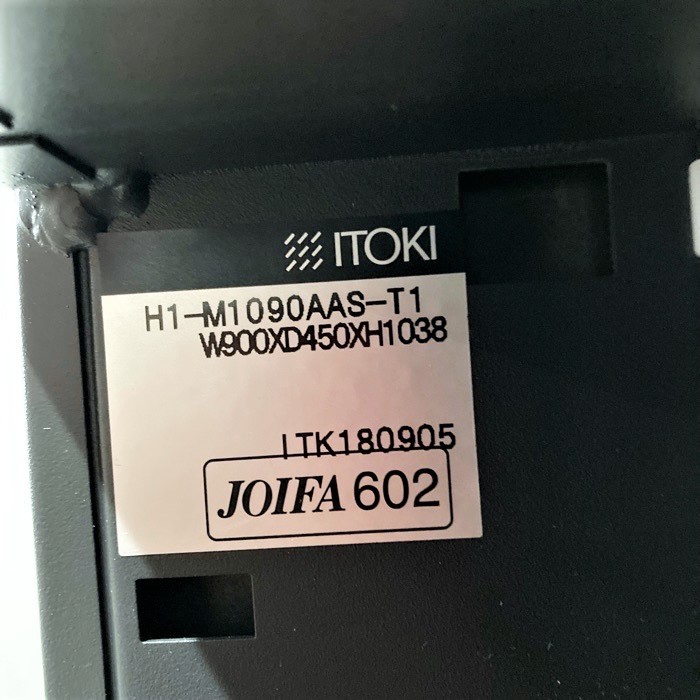 ITOKI
H1-M1090AAS-T1
W900XD450XH1038
ITK180905
JOIFA 602